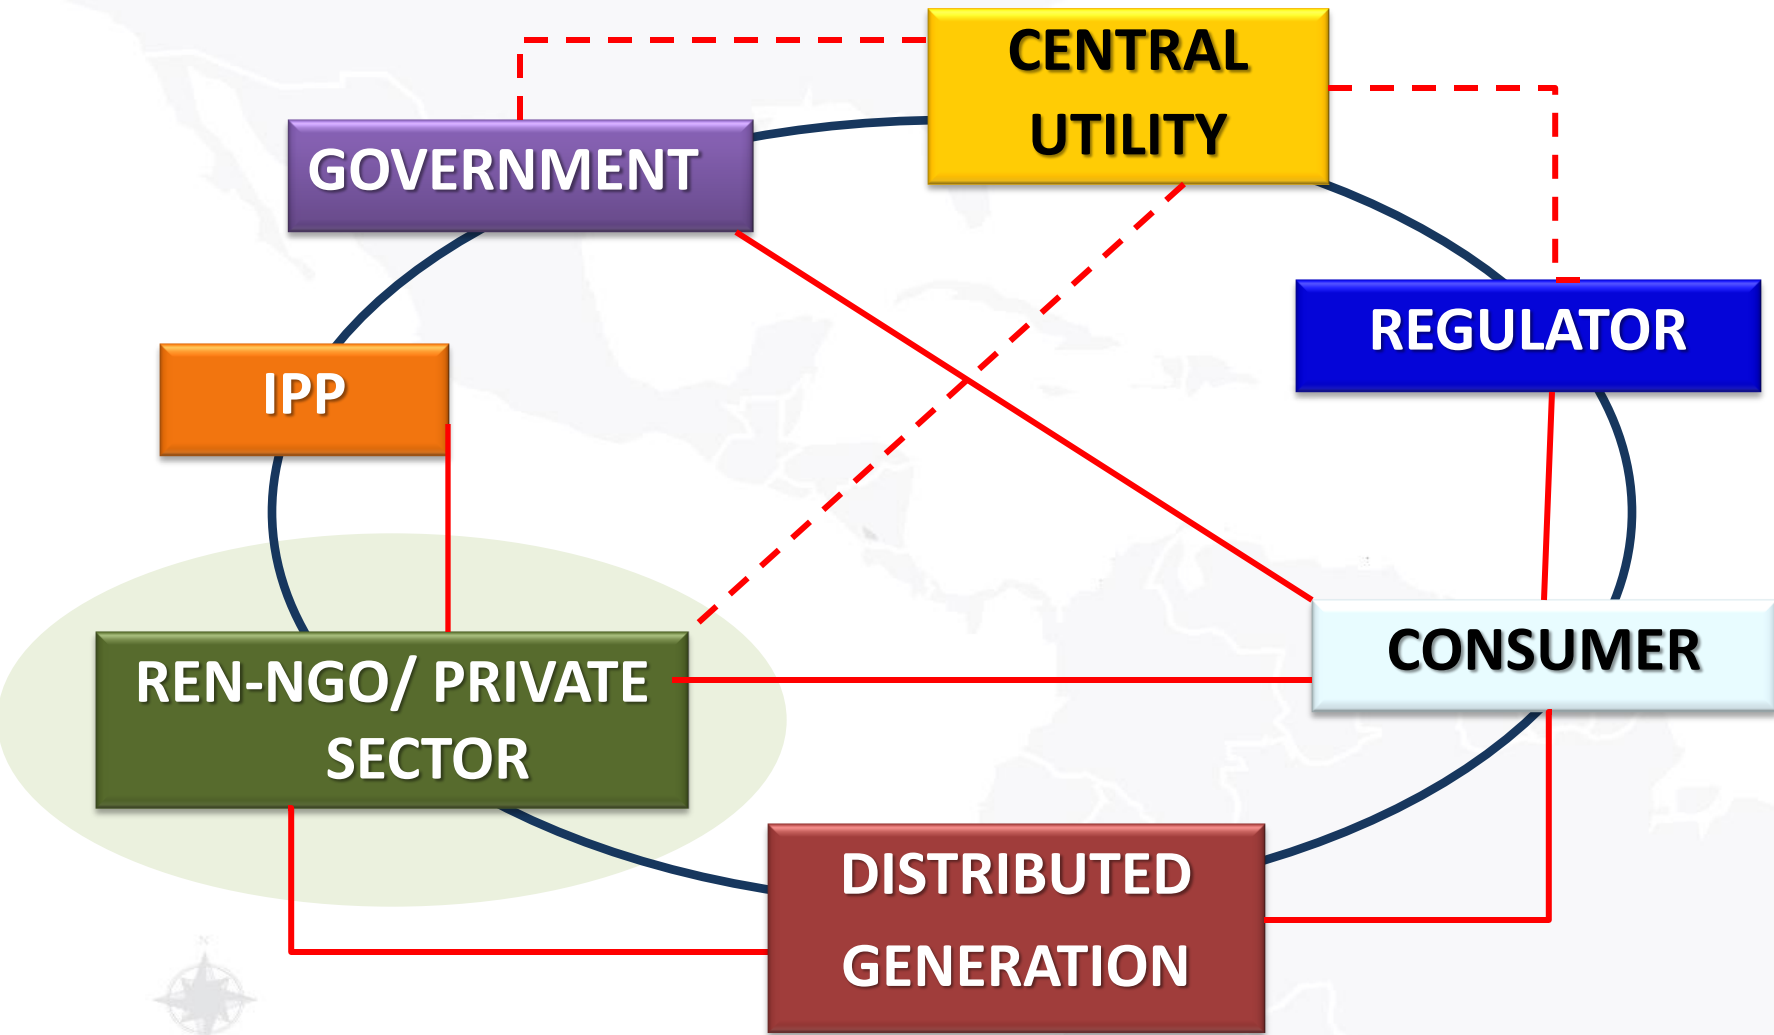 CENTRAL
UTILITY
GOVERNMENT
REGULATOR
IPP
CONSUMER
REN-NGO/ PRIVATE
SECTOR
DISTRIBUTED
GENERATION